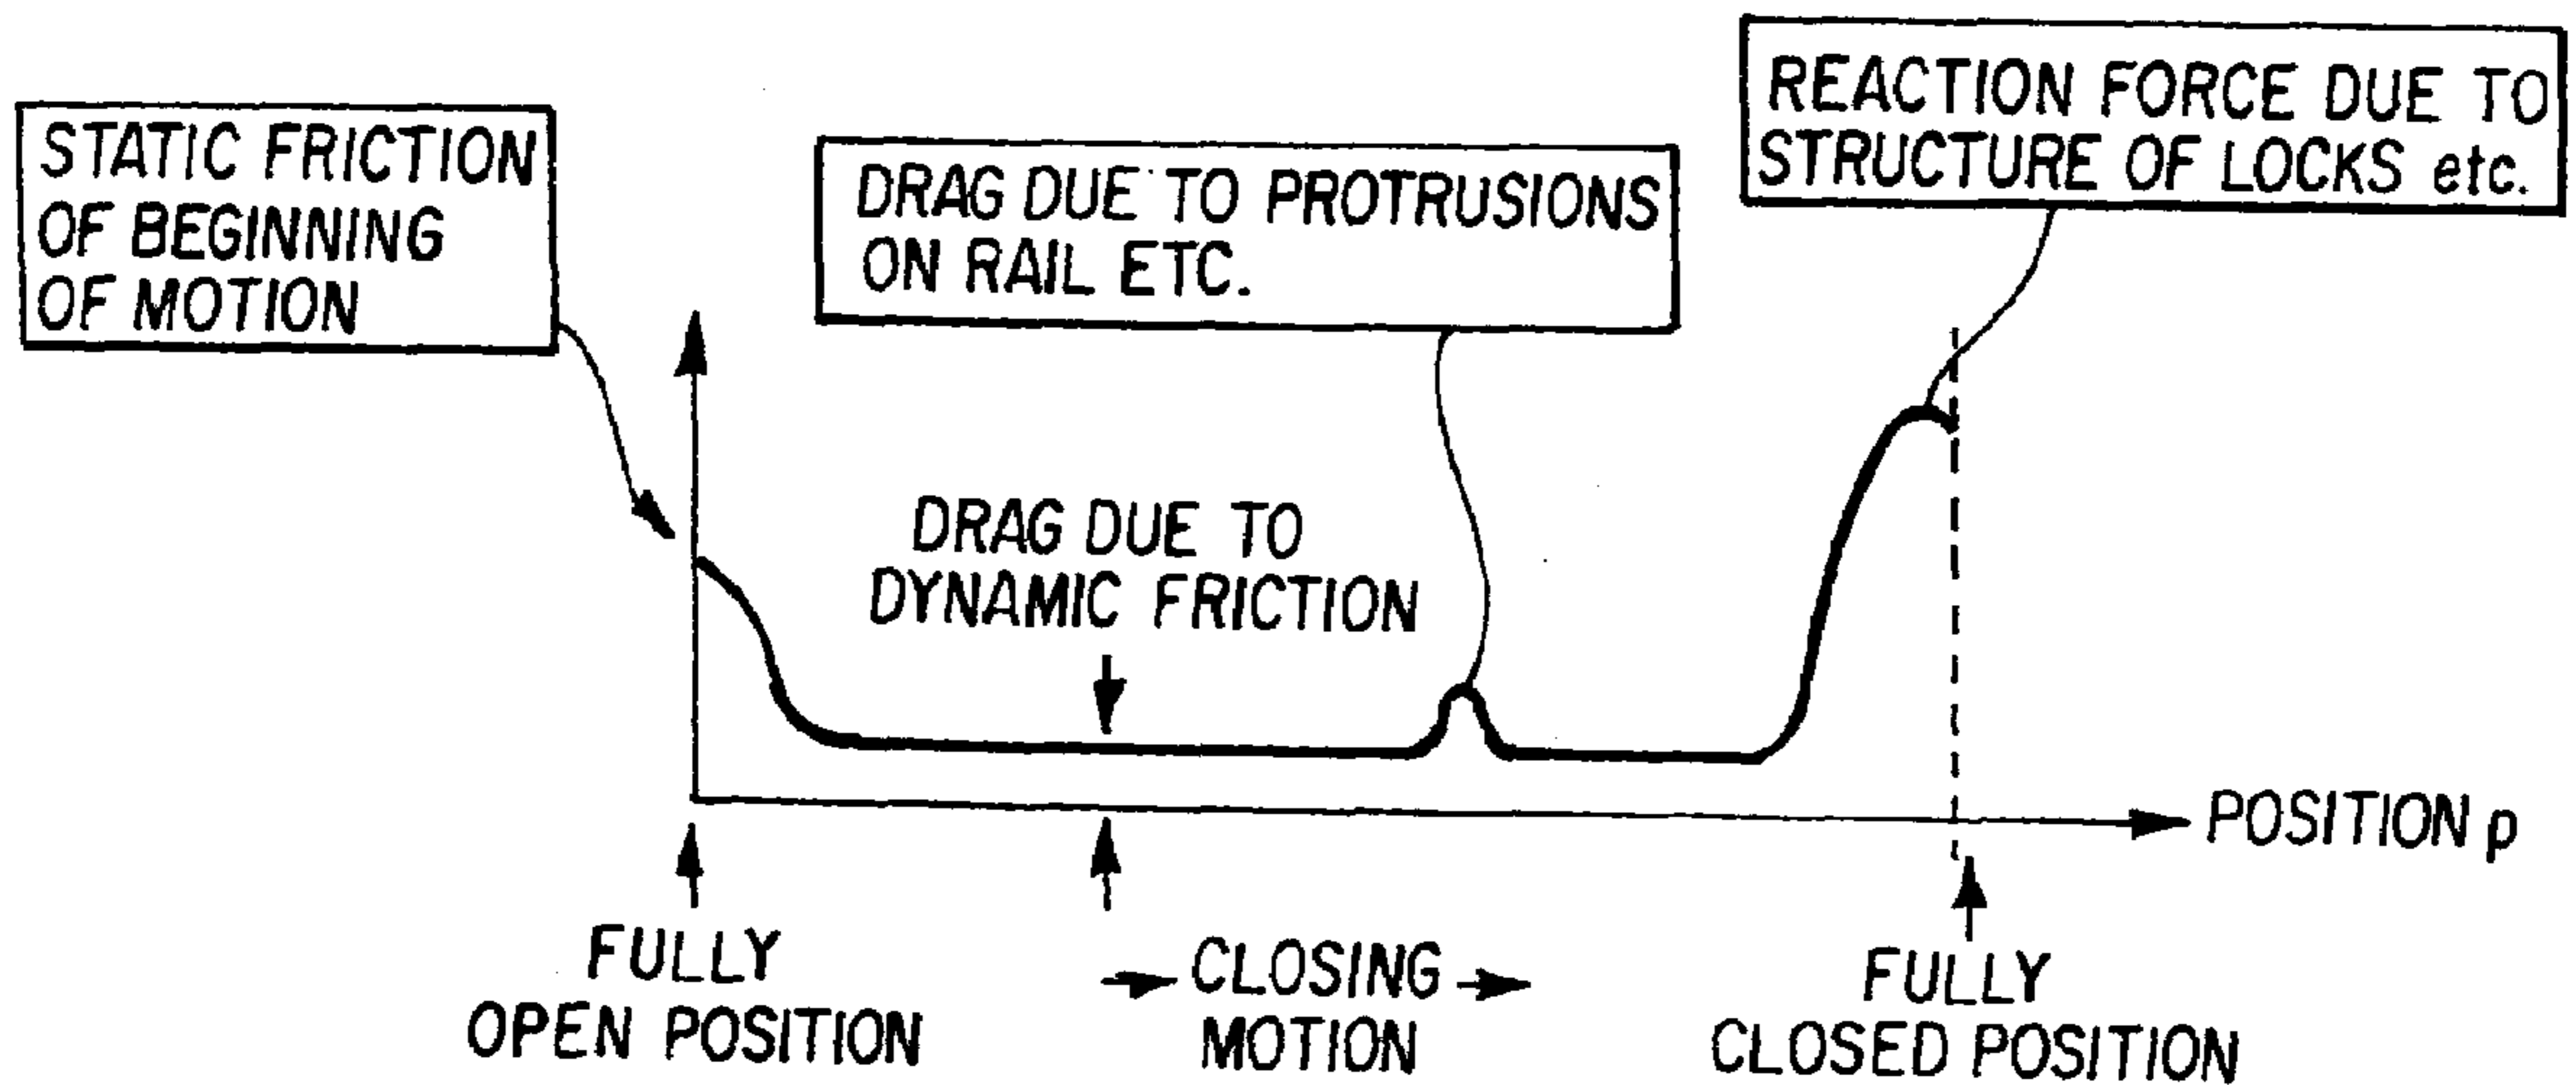 STATIC FRICTION
OF BEGINNING
OF MOTION
DRAG DUE TO PROTRUSIONS
ON RAIL ETC.
REACTION FORCE DUE TO
STRUCTURE OF LOCKS etc.
DRAG DUE TO
DYNAMIC FRICTION
POSITION p
FULLY
OPEN POSITION
CLOSING
MOTION
FULLY
CLOSED POSITION